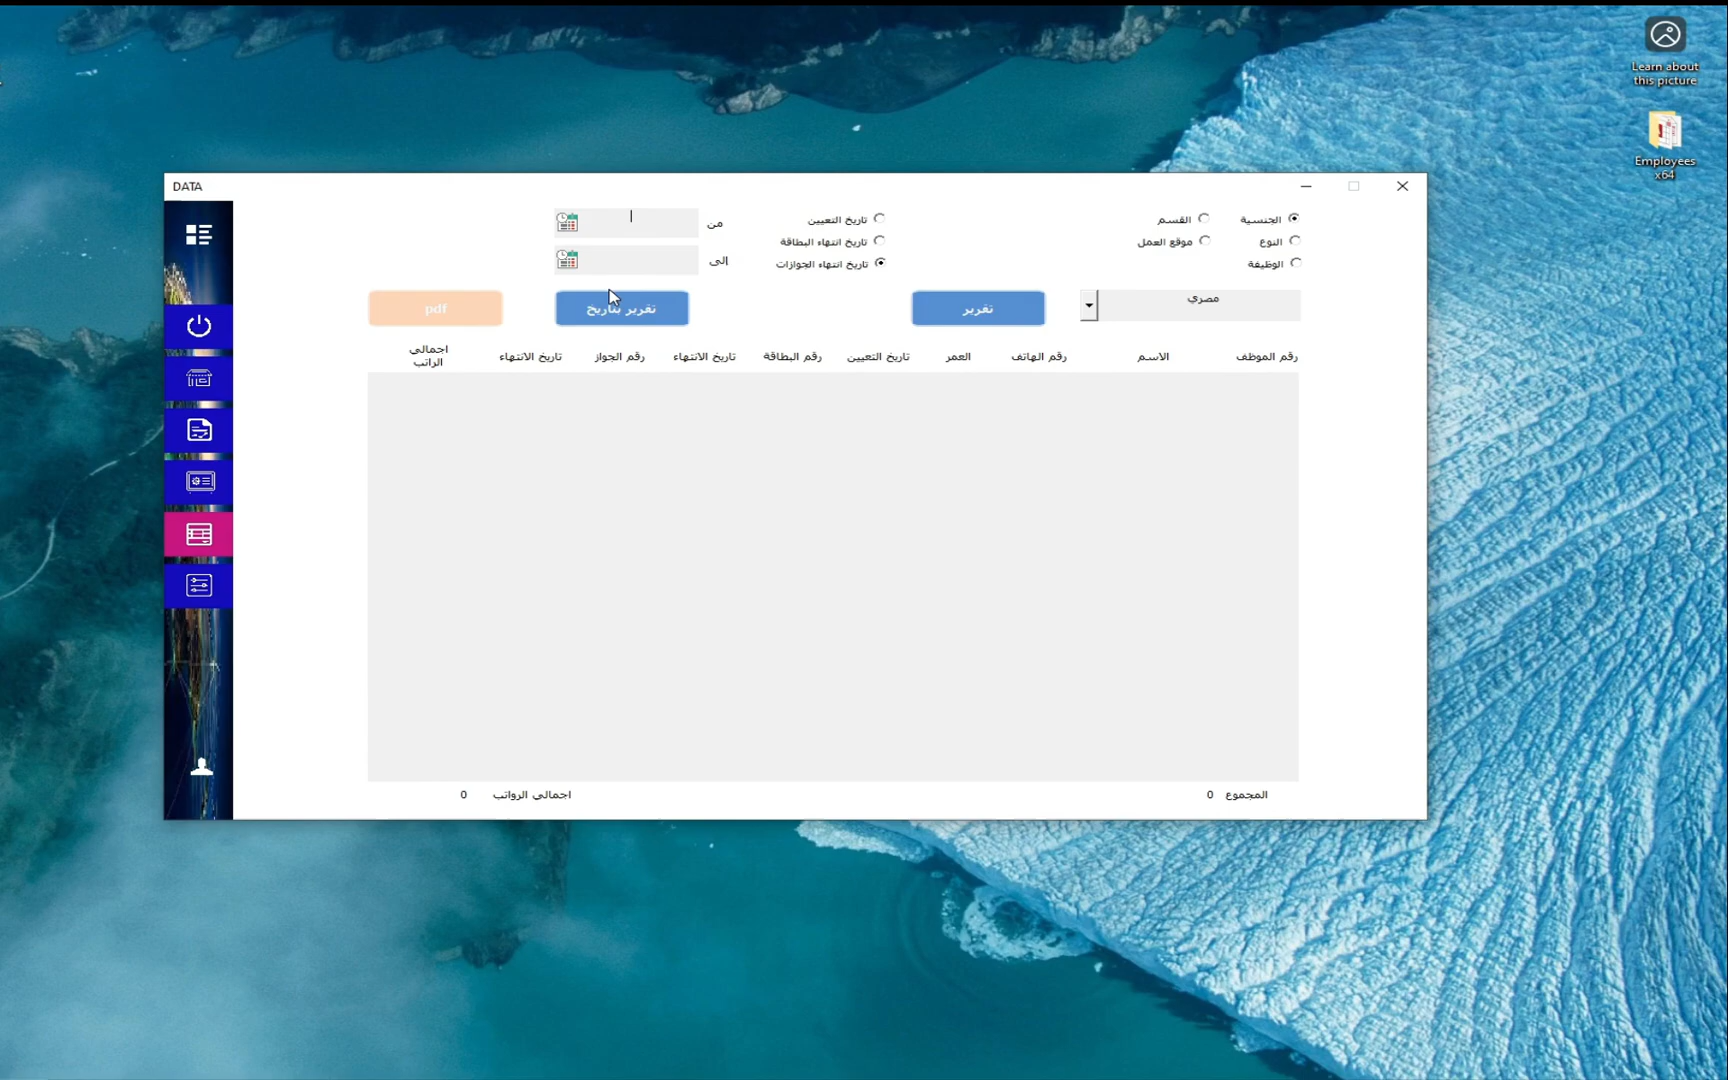 Learn about
this picture
Employees
x64
DATA
الجنسية
القسم
تاريخ التعيين
من
النوع
موقع العمل
تاريخ انتهاء البطاقة
الوظيفة
تاريخ انتهاء الجوازات
إلى
مصري
تقرير
تقرير بتاريخ
pdf
رقم الموظف
الاسم
رقم الهاتف
العمر
تاريخ التعيين
رقم البطاقة
تاريخ الانتهاء
رقم الجواز
تاريخ الانتهاء
اجمالي
الراتب
المجموع 0
اجمالي الرواتب 0